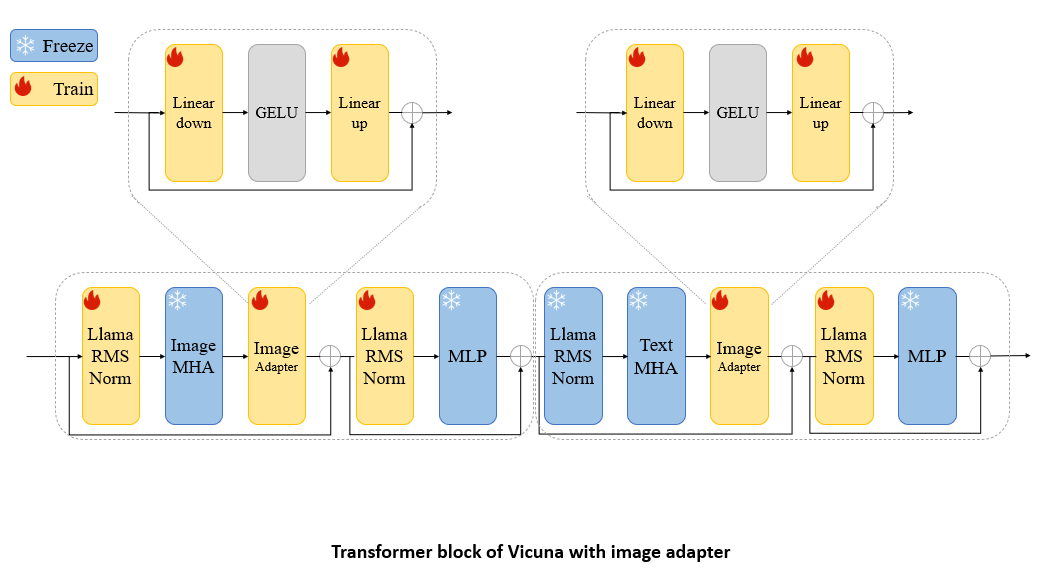 Freeze
Train
Linear
down
GELU
Linear
up
Linear
down
GELU
Linear
up
Llama
RMS
Norm
Image
MHA
Image
Adapter
Llama
RMS
Norm
MLP
Llama
RMS
Norm
Text
MHA
Image
Adapter
Llama
RMS
Norm
MLP
Transformer block of Vicuna with image adapter